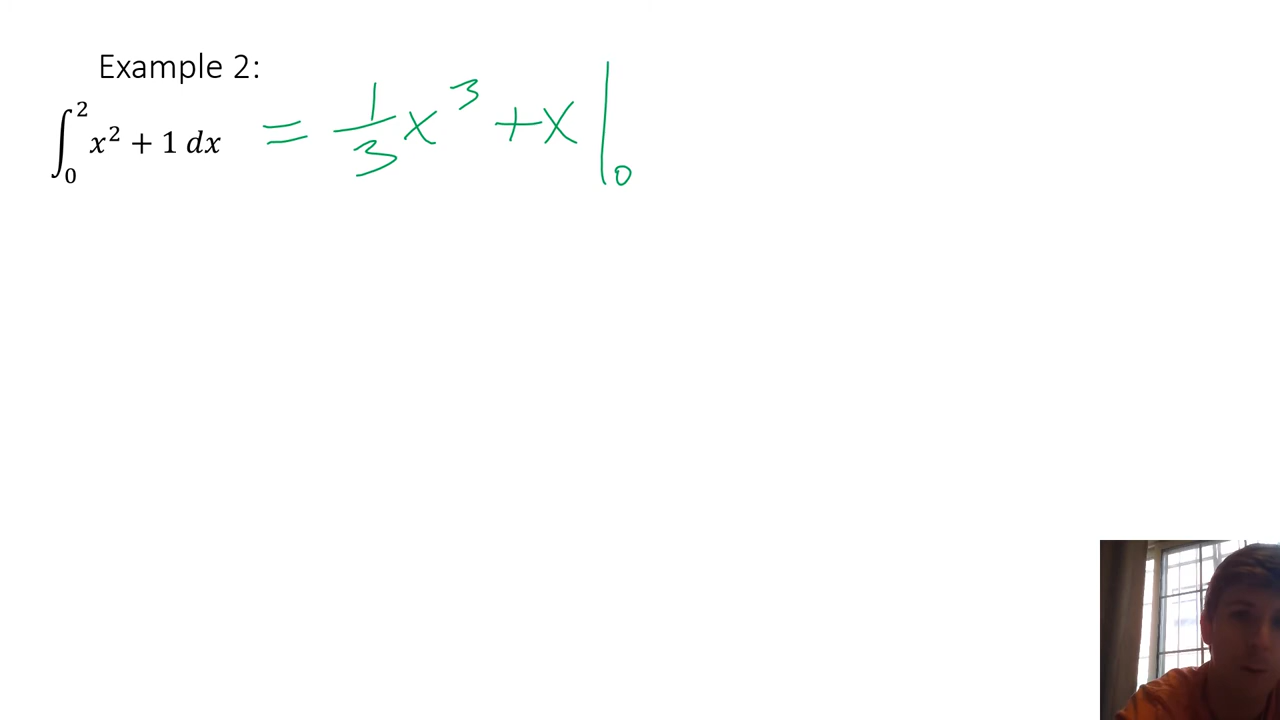 Example 2:
∫₀² x² + 1 dx = 1/3 x³ + x |₀